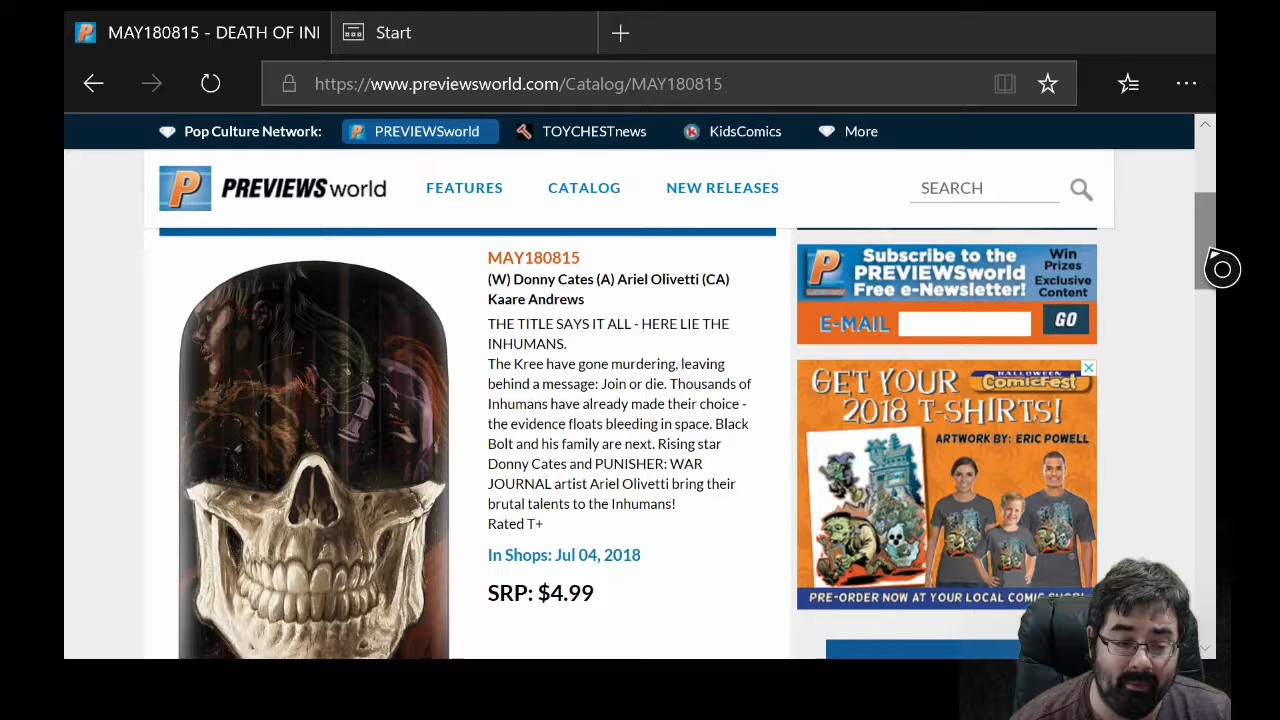 MAY180815 - DEATH OF INI
Start
https://www.previewsworld.com/Catalog/MAY180815
Pop Culture Network:
PREVIEWSworld
TOYCHESTnews
KidsComics
More
P PREVIEWS world
FEATURES
CATALOG
NEW RELEASES
SEARCH
MAY180815
(W) Donny Cates (A) Ariel Olivetti (CA)
Kaare Andrews
THE TITLE SAYS IT ALL - HERE LIE THE
INHUMANS.
The Kree have gone murdering, leaving
behind a message: Join or die. Thousands of
Inhumans have already made their choice -
the evidence floats bleeding in space. Black
Bolt and his family are next. Rising star
Donny Cates and PUNISHER: WAR
JOURNAL artist Ariel Olivetti bring their
brutal talents to the Inhumans!
Rated T+
In Shops: Jul 04, 2018
SRP: $4.99
Subscribe to the
PREVIEWSworld
Free e-Newsletter!
Win
Prizes
Exclusive
Content
E-MAIL
GO
GET YOUR
HALLOWEEN
ComicFest
2018 T-SHIRTS!
ARTWORK BY: ERIC POWELL
PRE-ORDER NOW AT YOUR LOCAL COMIC